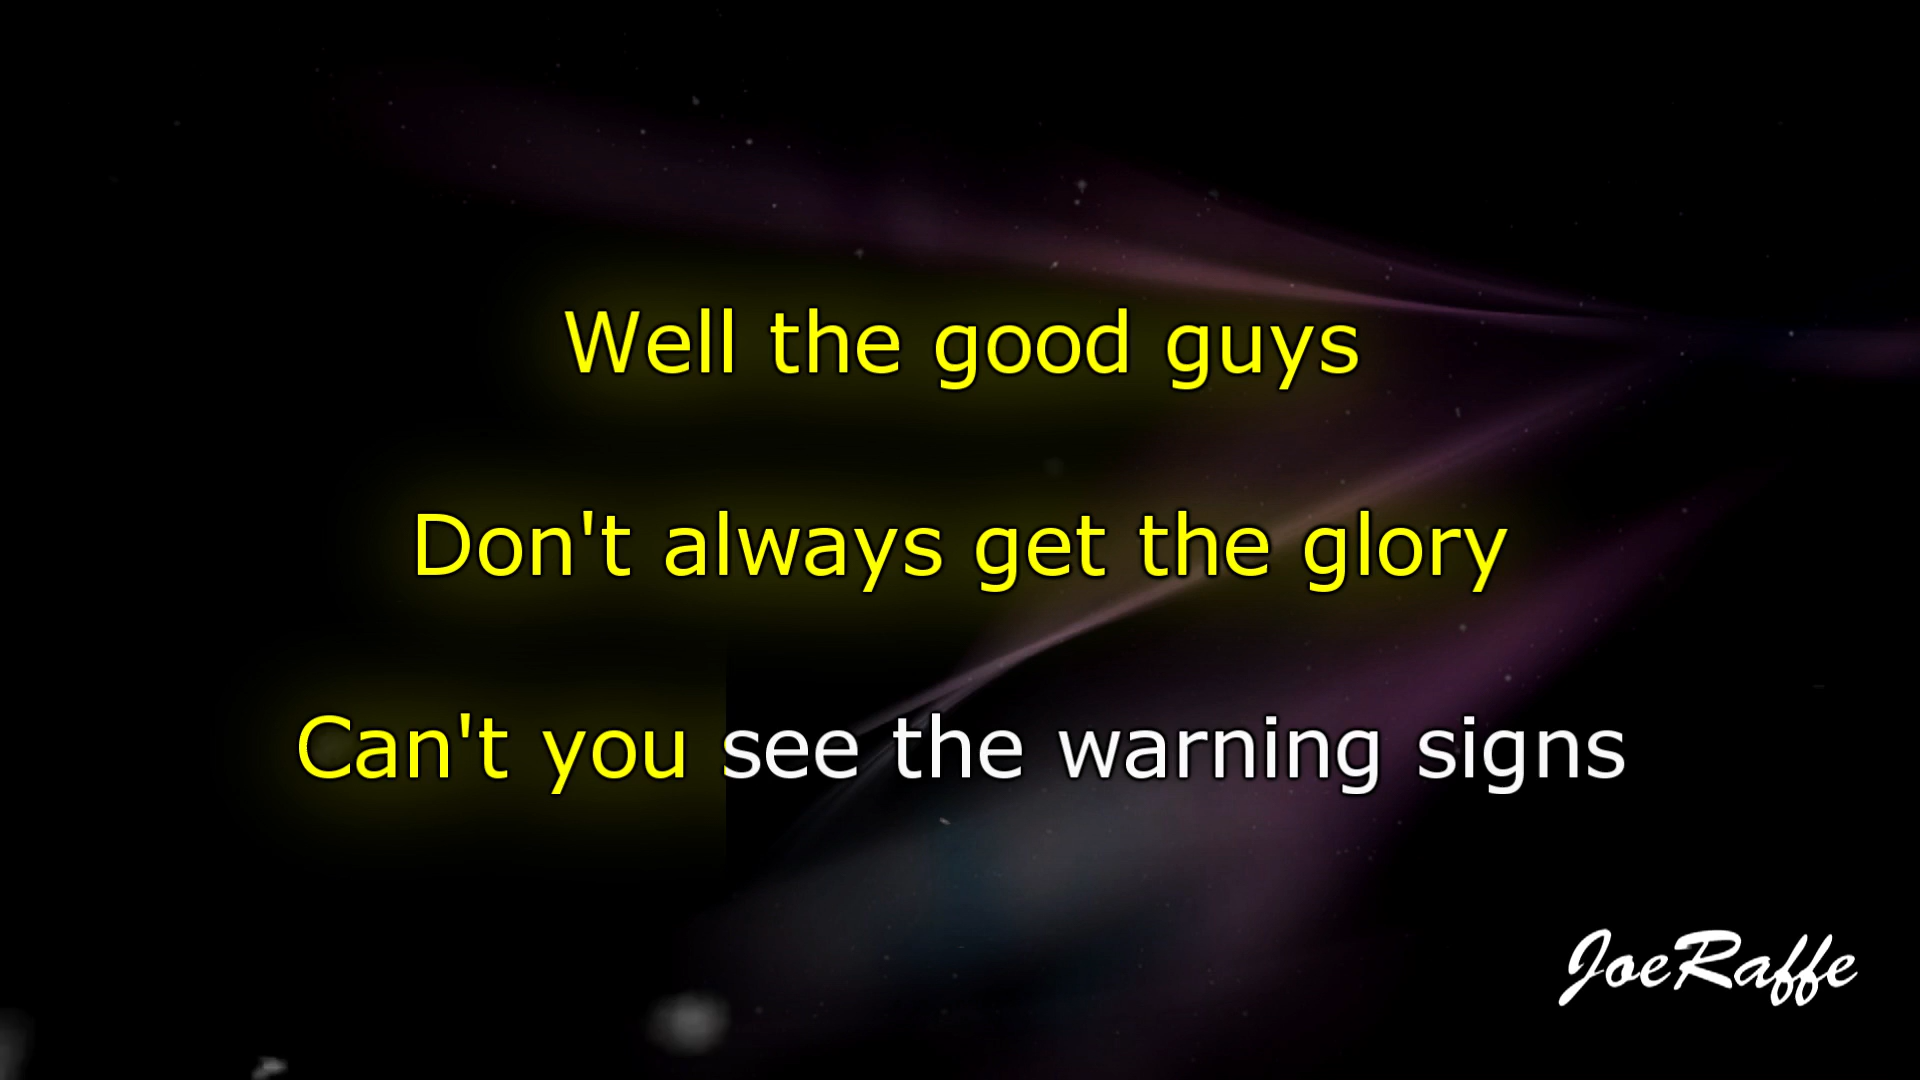 Well the good guys
Don't always get the glory
Can't you see the warning signs
JoeRaffe